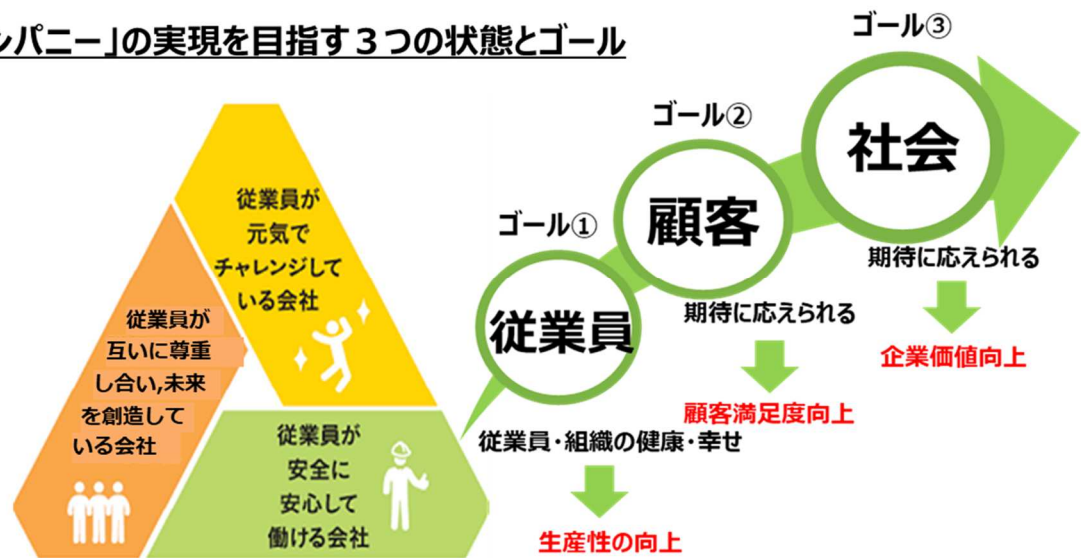 ンパニー」の実現を目指す３つの状態とゴール
従業員が
元気で
チャレンジして
いる会社
従業員が
互いに尊重
し合い,未来
を創造して
いる会社
従業員が
安全に
安心して
働ける会社
ゴール①
従業員
従業員・組織の健康・幸せ
生産性の向上
ゴール②
顧客
期待に応えられる
顧客満足度向上
ゴール③
社会
期待に応えられる
企業価値向上